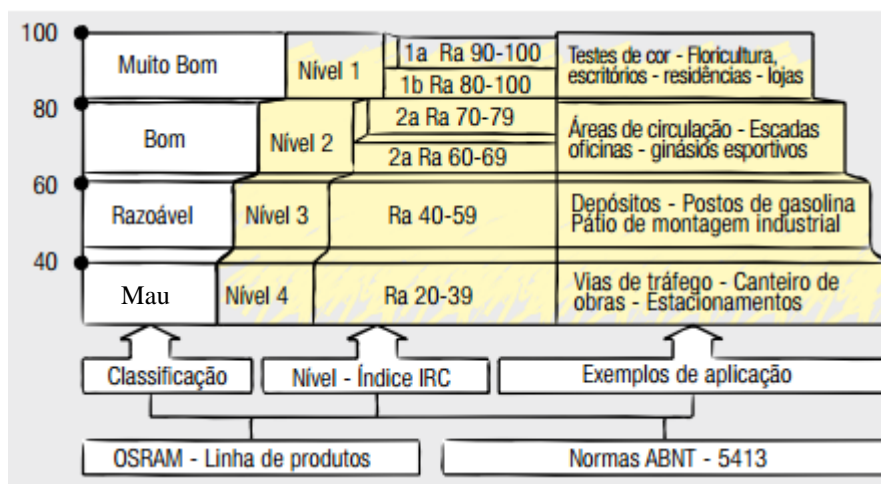 100
Muito Bom
Nível 1
1a Ra 90-100
1b Ra 80-100
Testes de cor - Floricultura,
escritórios - residências - lojas
80
Bom
Nível 2
2a Ra 70-79
2a Ra 60-69
Áreas de circulação - Escadas
oficinas - ginásios esportivos
60
Razoável
Nível 3
Ra 40-59
Depósitos - Postos de gasolina
Pátio de montagem industrial
40
Mau
Nível 4
Ra 20-39
Vias de tráfego - Canteiro de
obras - Estacionamentos
Classificação
Nível - Índice IRC
Exemplos de aplicação
OSRAM - Linha de produtos
Normas ABNT - 5413